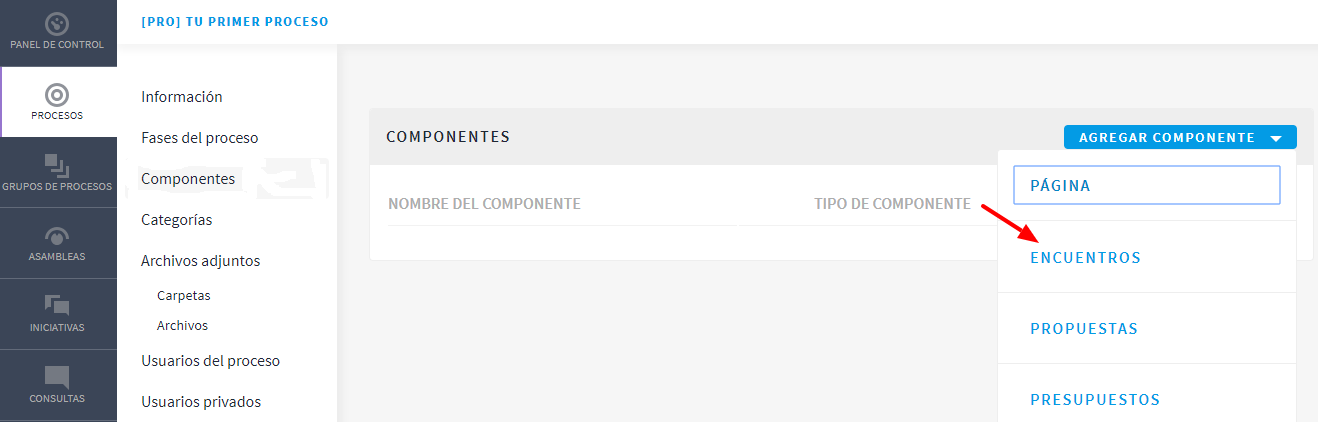 [PRO] TU PRIMER PROCESO
PANEL DE CONTROL
PROCESOS
GRUPOS DE PROCESOS
ASAMBLEAS
INICIATIVAS
CONSULTAS
Información
Fases del proceso
Componentes
Categorías
Archivos adjuntos
Carpetas
Archivos
Usuarios del proceso
Usuarios privados
COMPONENTES
AGREGAR COMPONENTE
NOMBRE DEL COMPONENTE
TIPO DE COMPONENTE
PÁGINA
ENCUENTROS
PROPUESTAS
PRESUPUESTOS